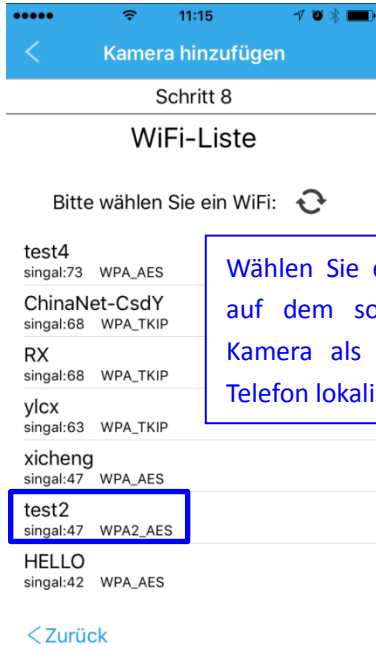 11:15
Kamera hinzufügen
Schritt 8
WiFi-Liste
Bitte wählen Sie ein WiFi:
test4
singal:73 WPA_AES
ChinaNet-CsdY
singal:68 WPA_TKIP
RX
singal:68 WPA_TKIP
ylcx
singal:63 WPA_TKIP
xicheng
singal:47 WPA_AES
test2
singal:47 WPA2_AES
HELLO
singal:42 WPA_AES
Wählen Sie
auf dem
Kamera als
Telefon
<Zurück